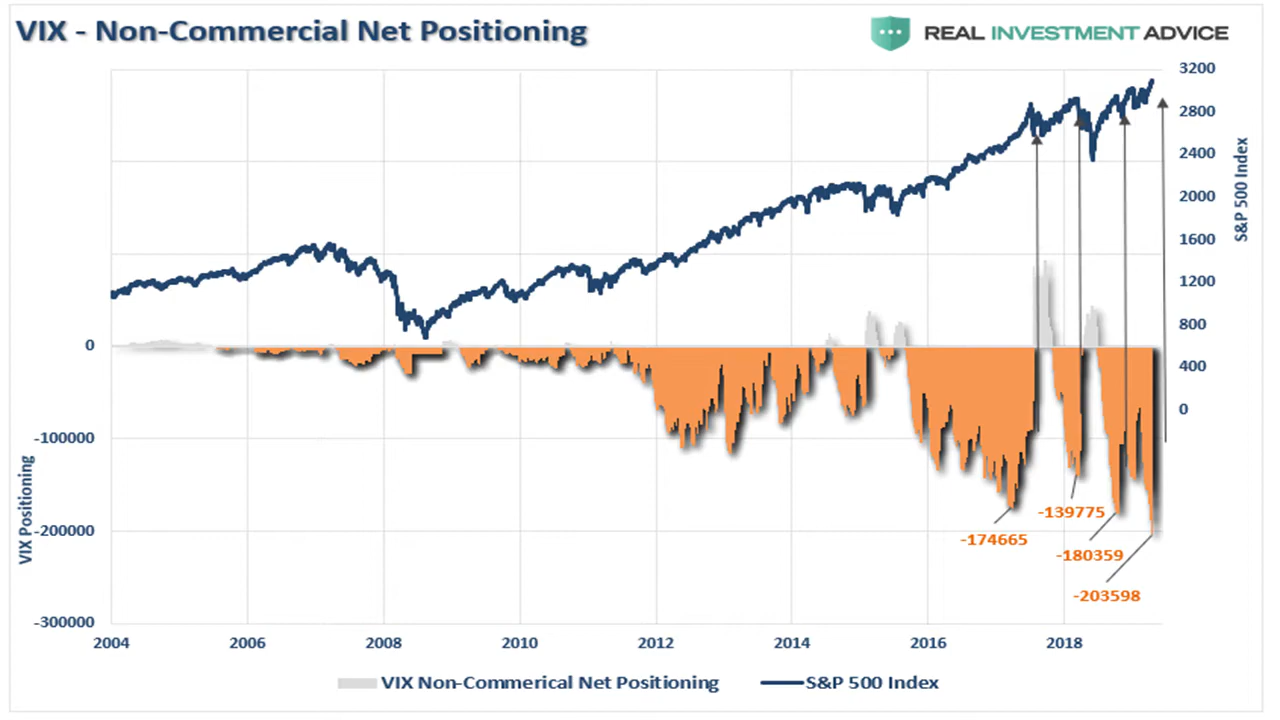 VIX - Non-Commercial Net Positioning
REAL INVESTMENT ADVICE
3200
2800
2400
2000
1600
1200
800
400
0
S&P 500 Index
0
-100000
-200000
-300000
VIX Positioning
-174665
-139775
-180359
-203598
2004 2006 2008 2010 2012 2014 2016 2018
VIX Non-Commerical Net Positioning S&P 500 Index